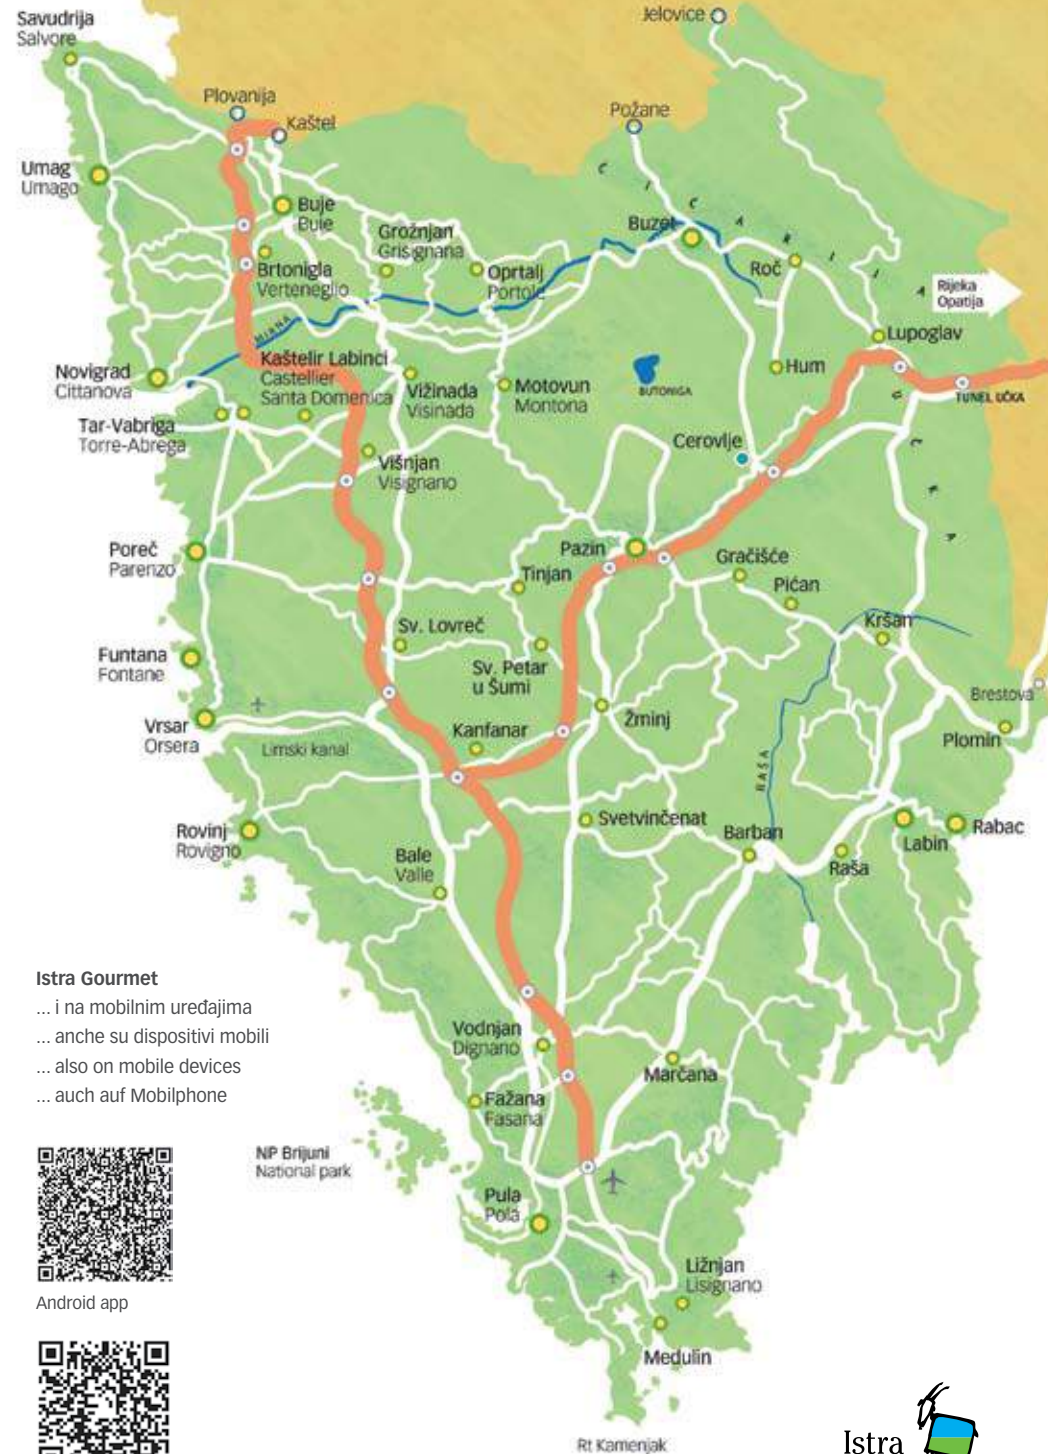 Savudrija
Salvore
Jelovice
Plovanija
Kaštel
Požane
Umag
Umago
Buje
Buie
Grožnjan
Grisignana
Buzet
Oprtalj
Portole
Roč
Brtonigla
Verteneglio
Ć I Ć A R I J A
Rijeka
Opatija
MIRNA
Lupoglav
Kaštelir Labinci
Castellier
Santa Domenica
Novigrad
Cittanova
Vižinada
Visinada
Motovun
Montona
BUTONIGA
Hum
TUNEL UČKA
U Č K A
Tar-Vabriga
Torre-Abrega
Cerovlje
Višnjan
Visignano
Poreč
Parenzo
Pazin
Tinjan
Gračišće
Pićan
Kršan
Funtana
Fontane
Sv. Lovreč
Sv. Petar
u Šumi
Brestova
Vrsar
Orsera
Limski kanal
Kanfanar
Žminj
Plomin
RAŠA
Rovinj
Rovigno
Svetvinčenat
Barban
Labin
Rabac
Bale
Valle
Raša
Istra Gourmet
... i na mobilnim uređajima
... anche su dispositivi mobili
... also on mobile devices
... auch auf Mobilphone
Vodnjan
Dignano
Marčana
Fažana
Fasana
NP Brijuni
National park
Pula
Pola
Android app
Ližnjan
Lisignano
Medulin
Rt Kamenjak
Istra